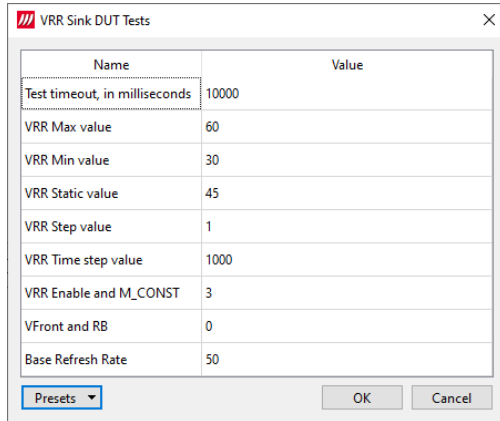 VRR Sink DUT Tests
Name Value
Test timeout, in milliseconds 10000
VRR Max value 60
VRR Min value 30
VRR Static value 45
VRR Step value 1
VRR Time step value 1000
VRR Enable and M_CONST 3
VFront and RB 0
Base Refresh Rate 50
Presets OK Cancel